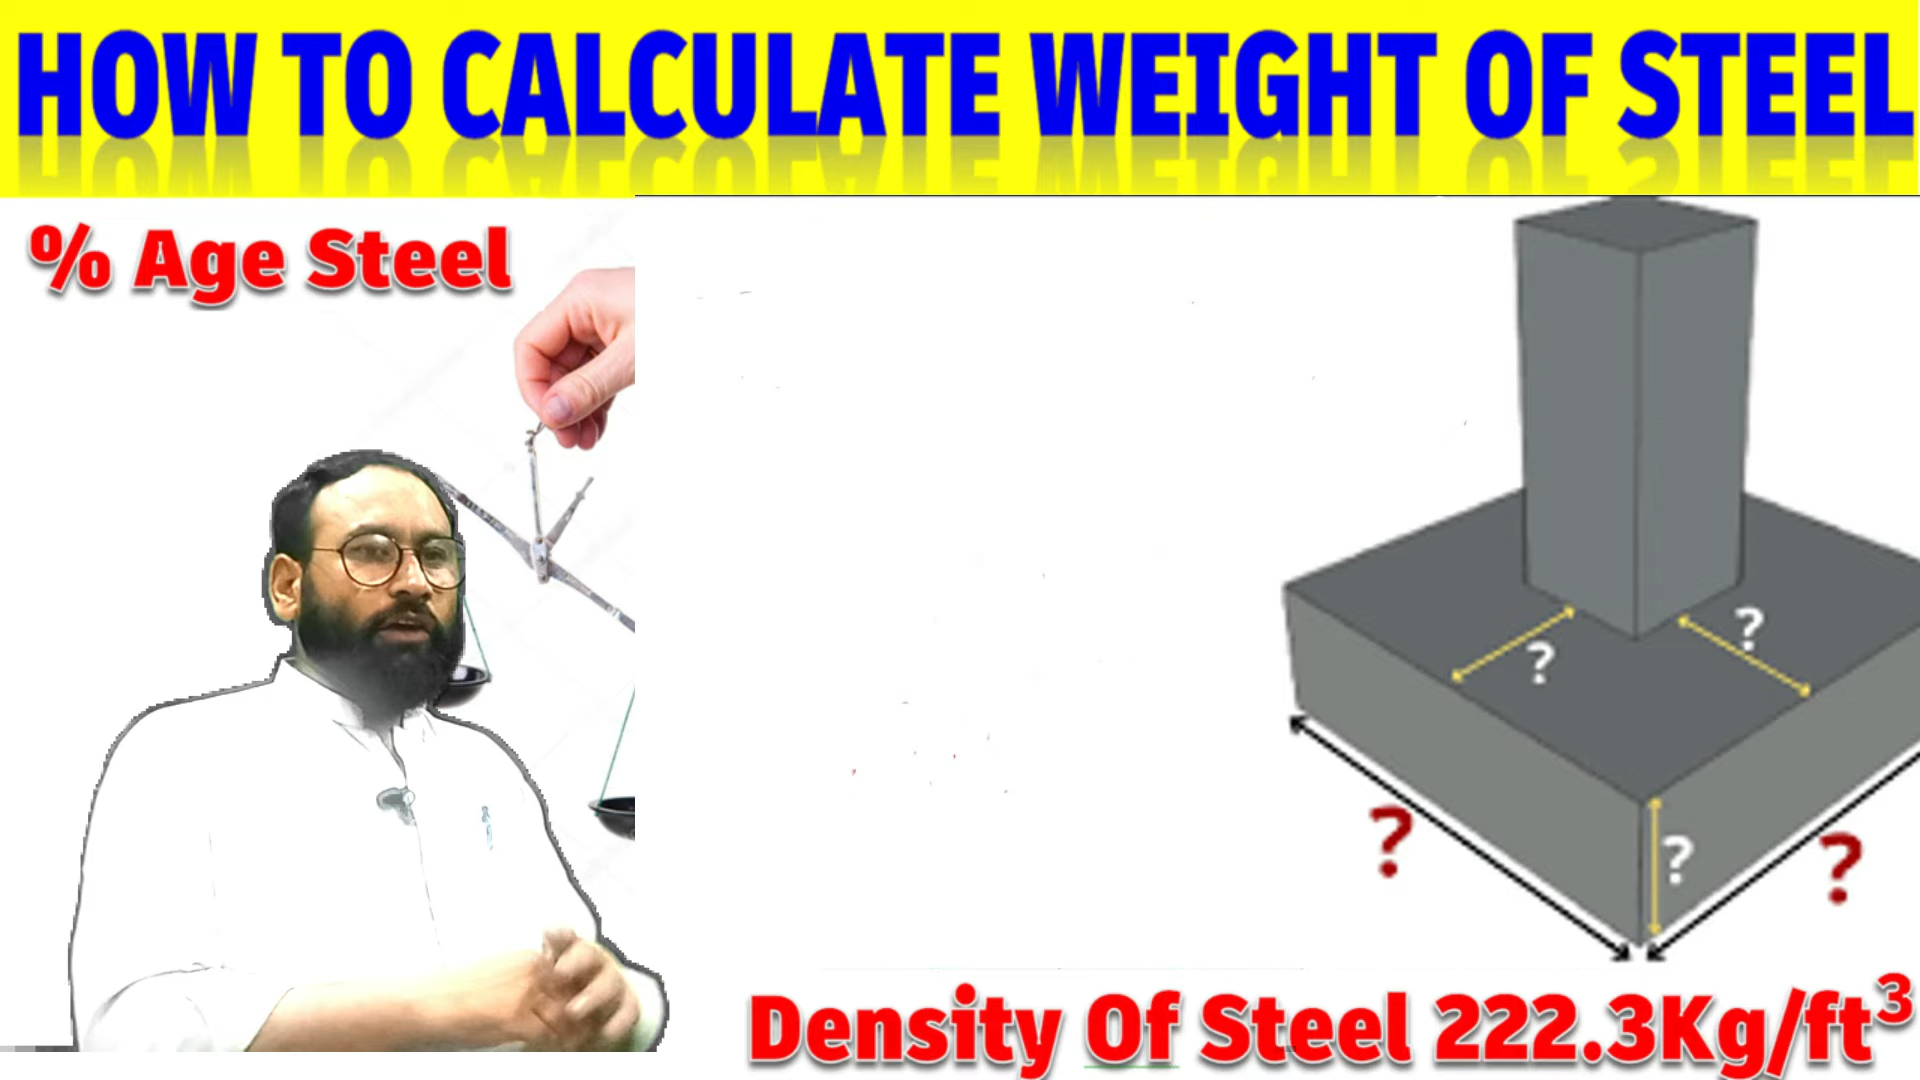 HOW TO CALCULATE WEIGHT OF STEEL
% Age Steel
?
?
?
?
?
Density Of Steel 222.3Kg/ft³